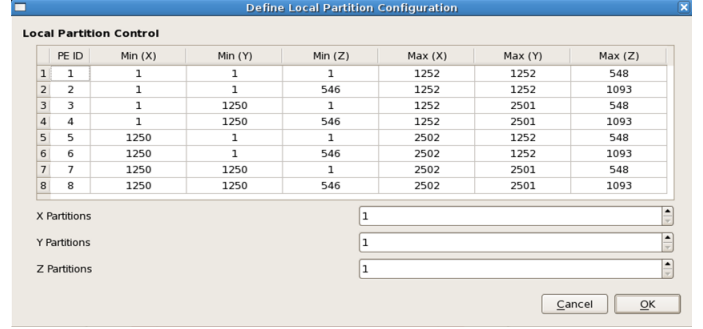 Define Local Partition Configuration
Local Partition Control
PE ID Min (X) Min (Y) Min (Z) Max (X) Max (Y) Max (Z)
1 1 1 1 1 1252 1252 548
2 2 1 1 546 1252 1252 1093
3 3 1 1250 1 1252 2501 548
4 4 1 1250 546 1252 2501 1093
5 5 1250 1 1 2502 1252 548
6 6 1250 1 546 2502 1252 1093
7 7 1250 1250 1 2502 2501 548
8 8 1250 1250 546 2502 2501 1093
X Partitions 1
Y Partitions 1
Z Partitions 1
Cancel OK